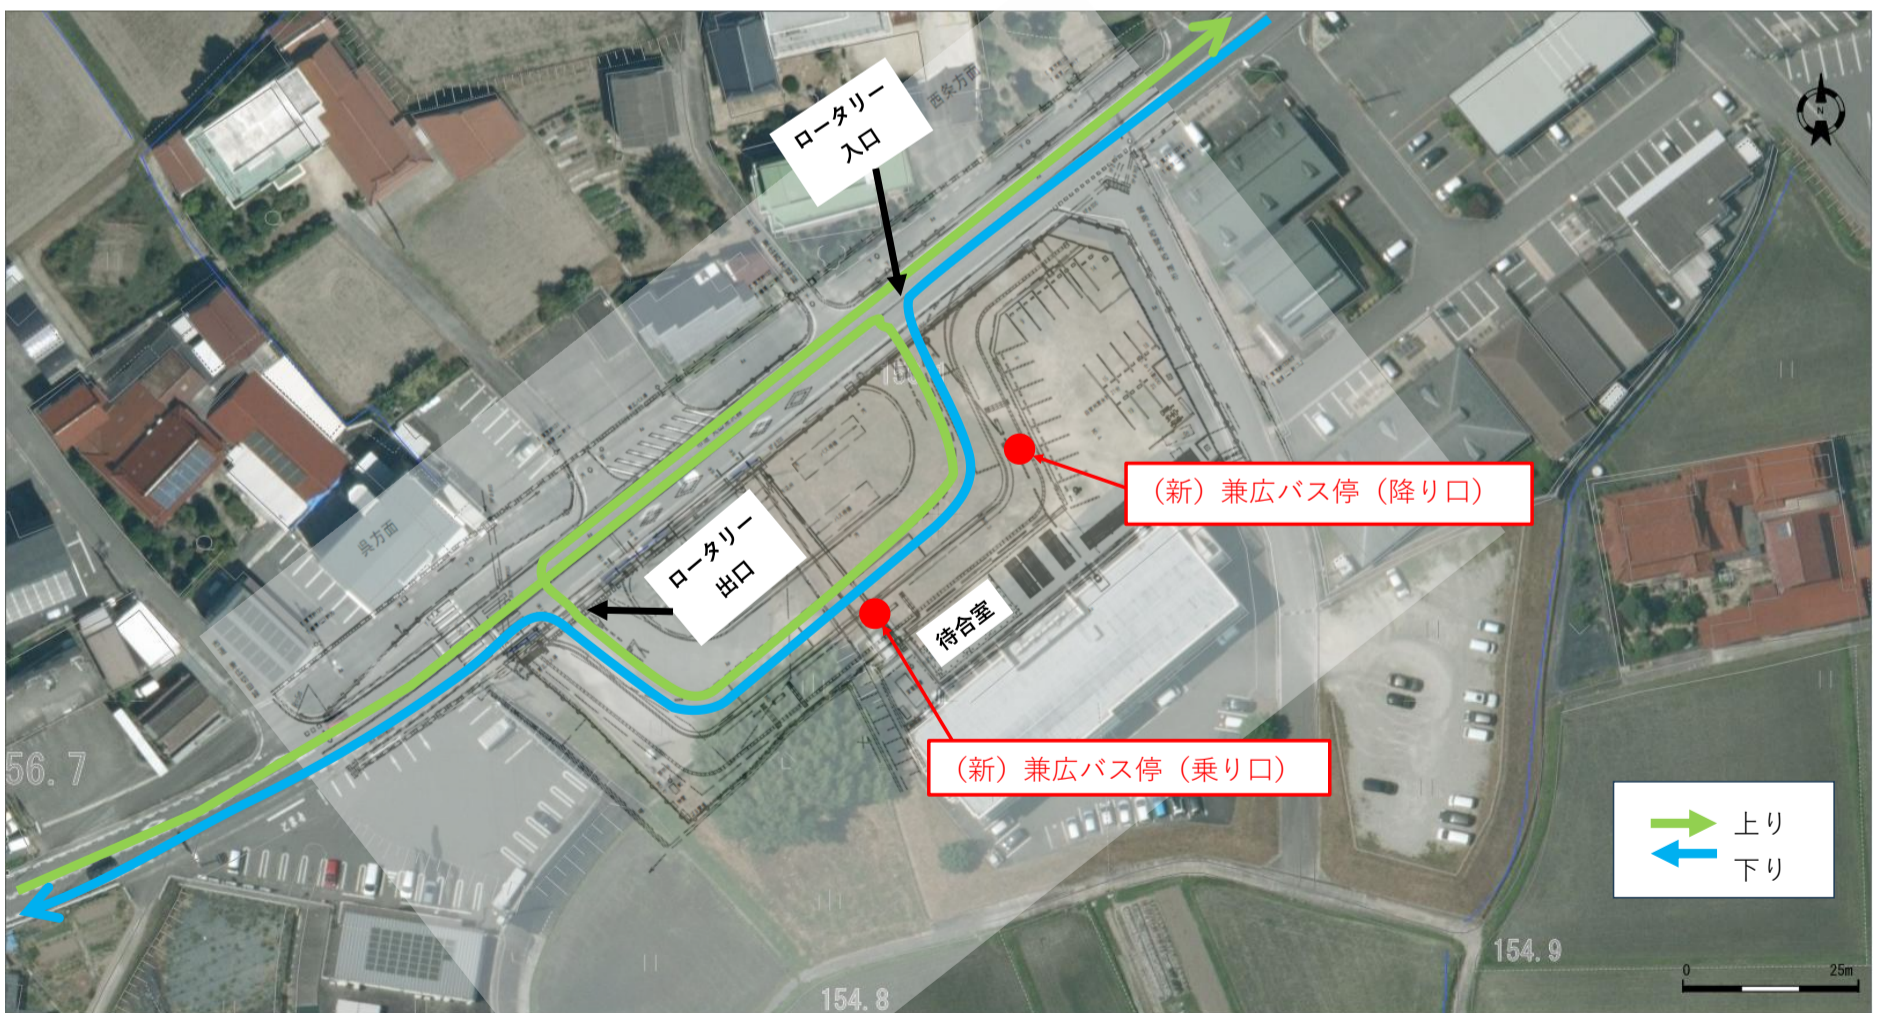 西条方面
ロータリー
入口
N
(新)兼広バス停(降り口)
呉方面
ロータリー
出口
待合室
(新)兼広バス停(乗り口)
56.7
上り
下り
154.9
154.8
0 25m